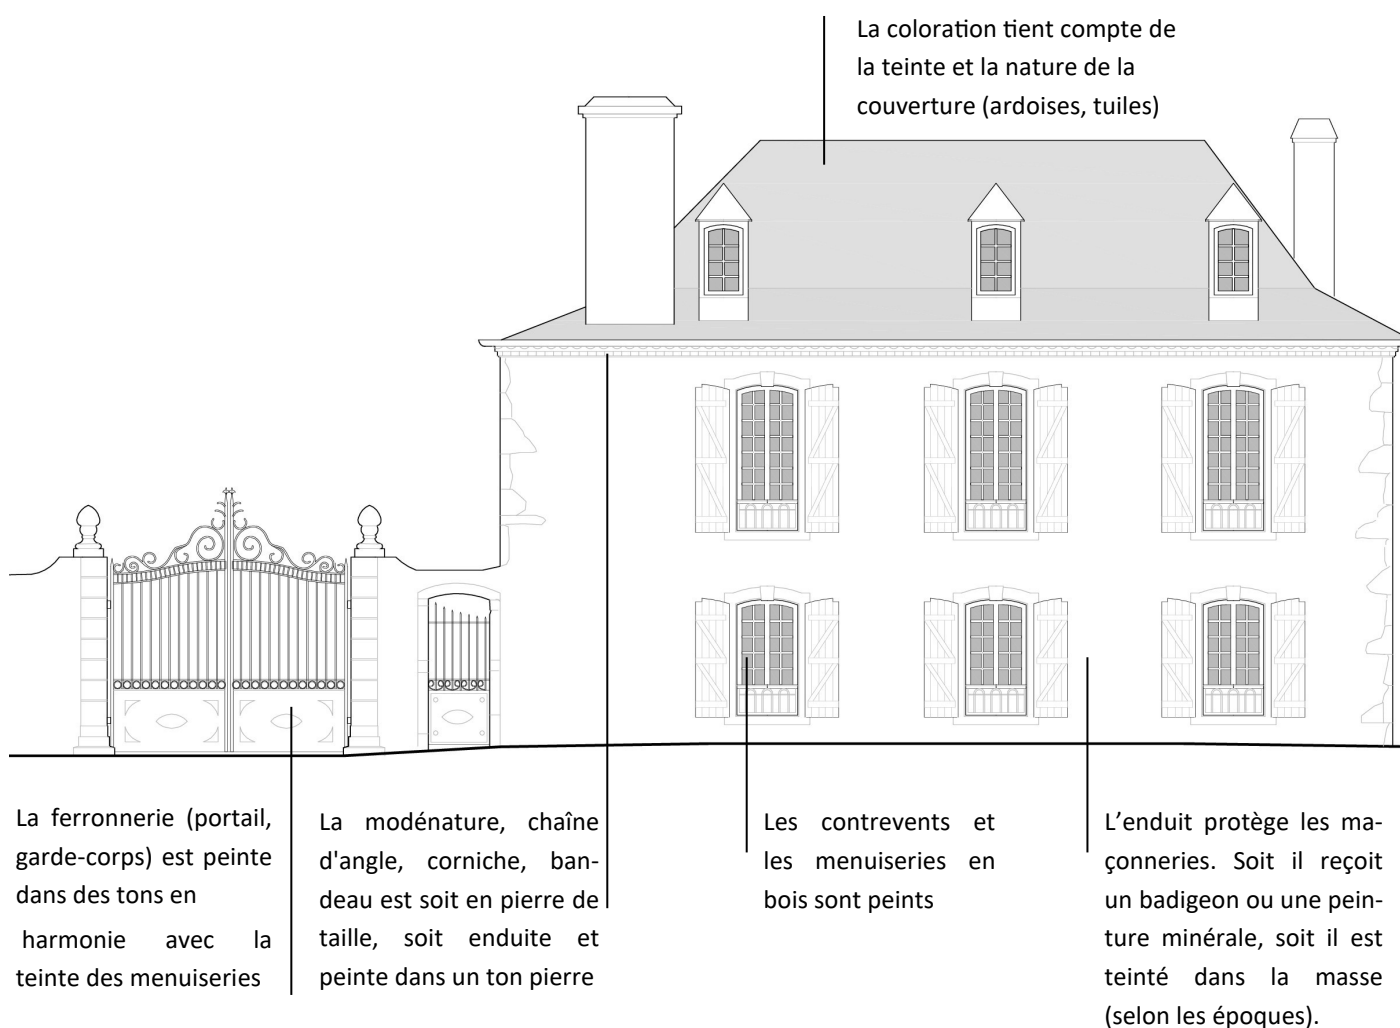 La coloration tient compte de
la teinte et la nature de la
couverture (ardoises, tuiles)
La ferronnerie (portail,
garde-corps) est peinte
dans des tons en
harmonie avec la
teinte des menuiseries
La modénature, chaîne
d'angle, corniche, ban-
deau est soit en pierre de
taille, soit enduite et
peinte dans un ton pierre
Les contrevents et
les menuiseries en
bois sont peints
L’enduit protège les ma-
çonneries. Soit il reçoit
un badigeon ou une pein-
ture minérale, soit il est
teinté dans la masse
(selon les époques).